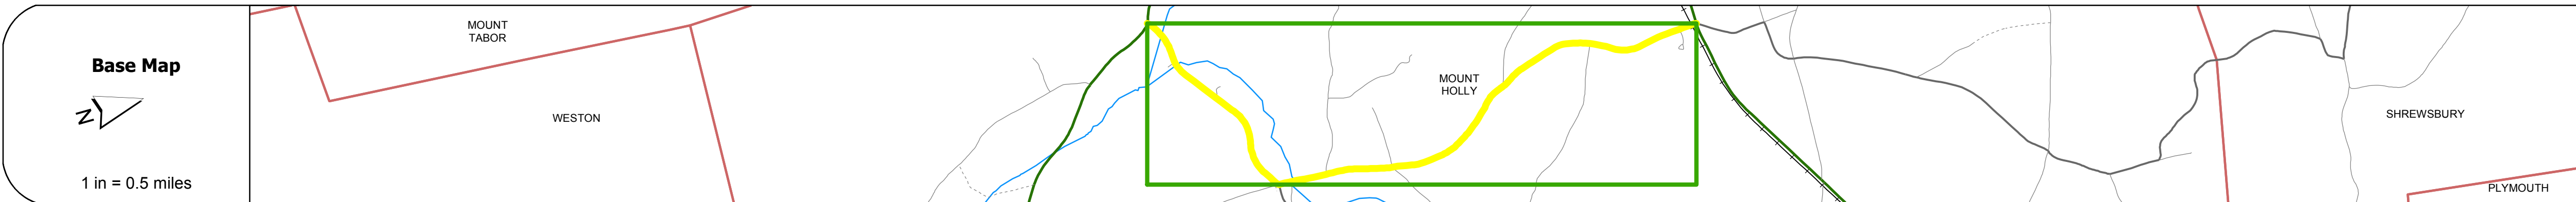 Base Map
N
1 in = 0.5 miles
MOUNT
TABOR
WESTON
MOUNT
HOLLY
SHREWSBURY
PLYMOUTH